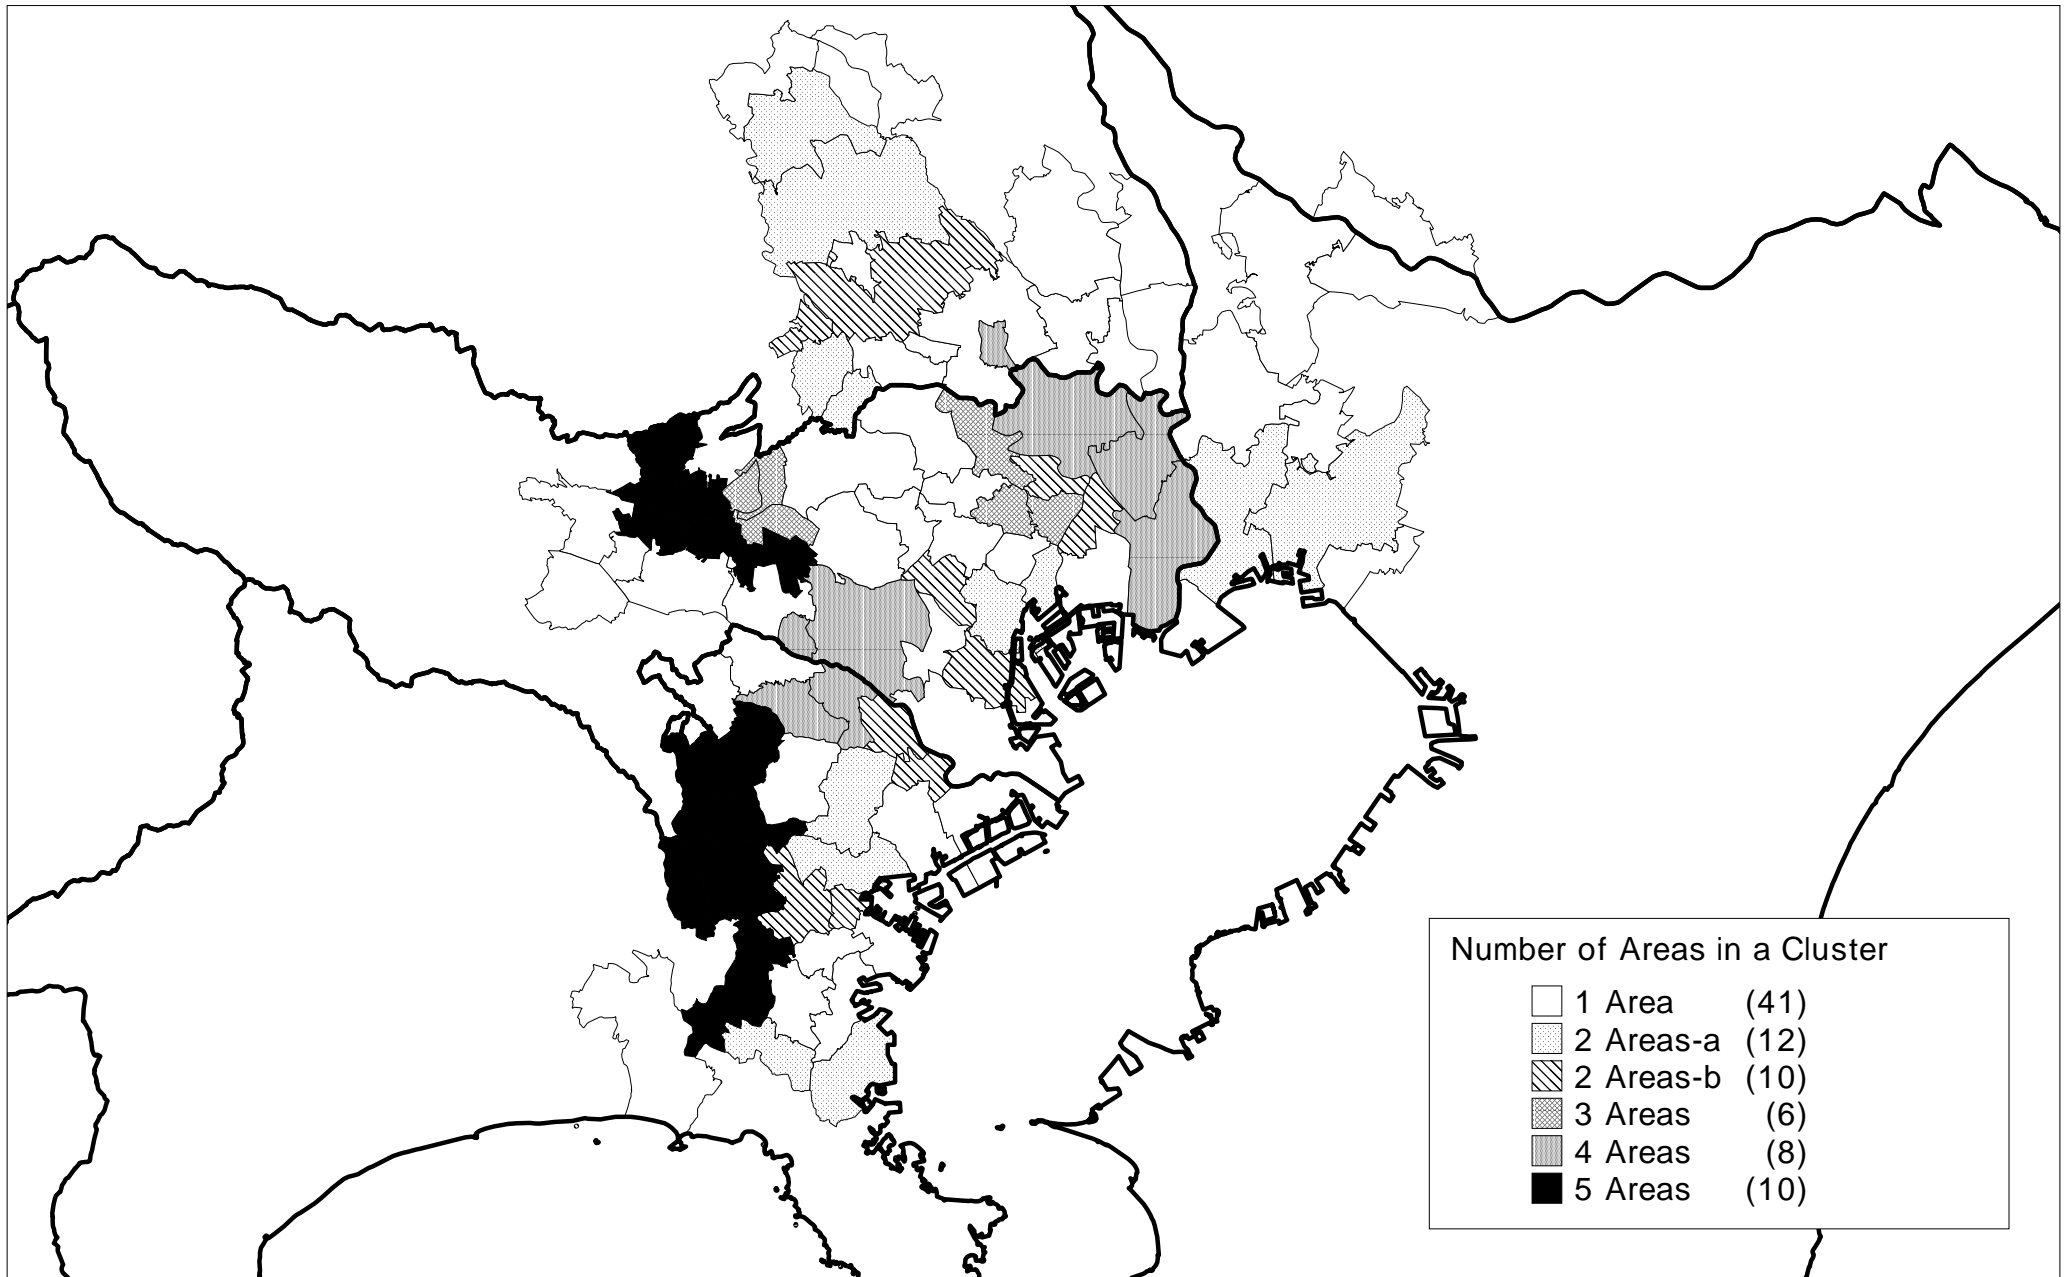 Number of Areas in a Cluster
1 Area (41)
2 Areas-a (12)
2 Areas-b (10)
3 Areas (6)
4 Areas (8)
5 Areas (10)